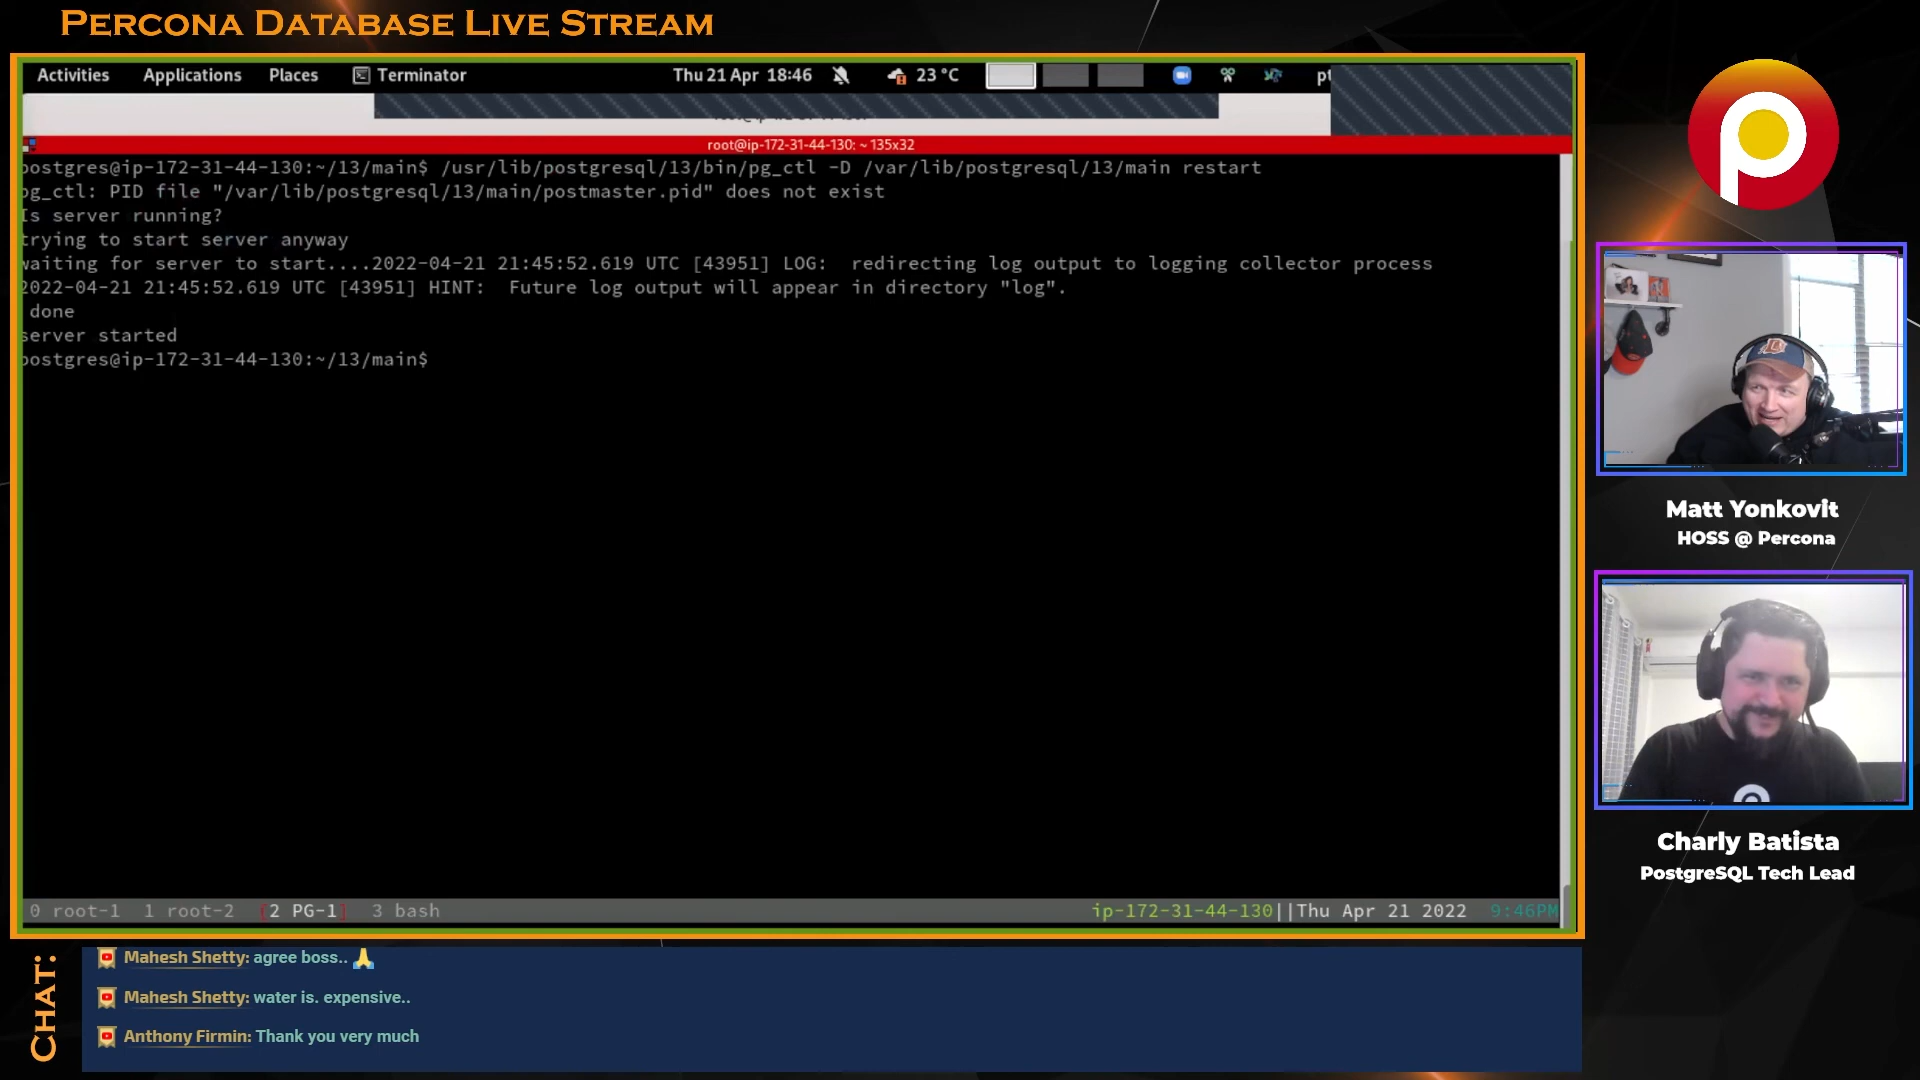 Percona Database Live Stream
Activities Applications Places Terminator Thu 21 Apr 18:46 23 °C
root@ip-172-31-44-130: ~ 135x32
postgres@ip-172-31-44-130:~/13/main$ /usr/lib/postgresql/13/bin/pg_ctl -D /var/lib/postgresql/13/main restart
pg_ctl: PID file "/var/lib/postgresql/13/main/postmaster.pid" does not exist
Is server running?
trying to start server anyway
waiting for server to start....2022-04-21 21:45:52.619 UTC [43951] LOG:  redirecting log output to logging collector process
2022-04-21 21:45:52.619 UTC [43951] HINT:  Future log output will appear in directory "log".
done
server started
postgres@ip-172-31-44-130:~/13/main$
0 root-1 1 root-2 (2 PG-1) 3 bash ip-172-31-44-130||Thu Apr 21 2022 9:46PM
Matt Yonkovit
HOSS @ Percona
Charly Batista
PostgreSQL Tech Lead
Chat:
Mahesh Shetty: agree boss.. 🙏
Mahesh Shetty: water is. expensive..
Anthony Firmin: Thank you very much